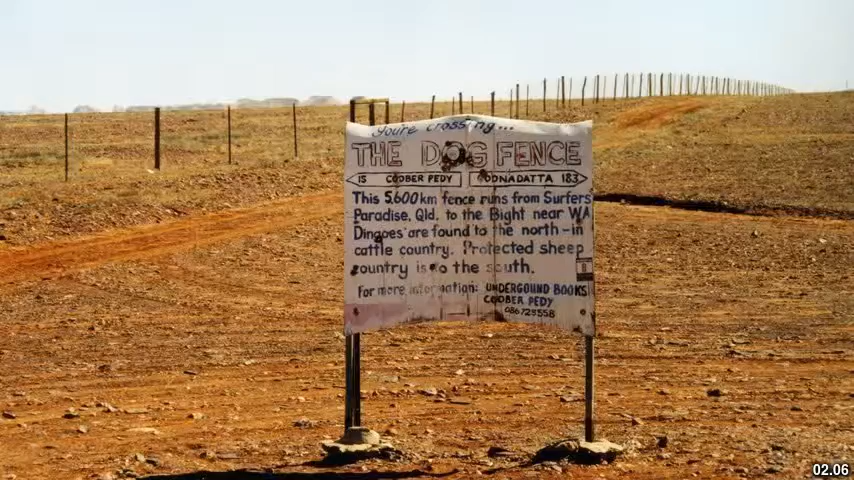 You're crossing...
THE DOG FENCE
15 COOBER PEDY OODNADATTA 183
This 5,600km fence runs from Surfers
Paradise, Qld. to the Bight near WA
Dingoes are found to the north - in
cattle country. Protected sheep
country is to the south.
For more information: UNDERGOUND BOOKS
COOBER PEDY
086725558
02.06